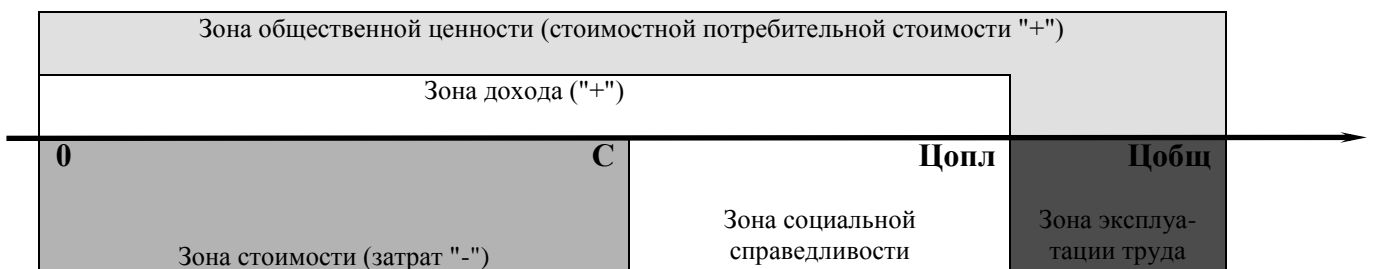 Зона общественной ценности (стоимостной потребительной стоимости "+")
Зона дохода ("+")
0 С Цопл Цобщ
Зона социальной
справедливости
Зона эксплуа-
тации труда
Зона стоимости (затрат "-")